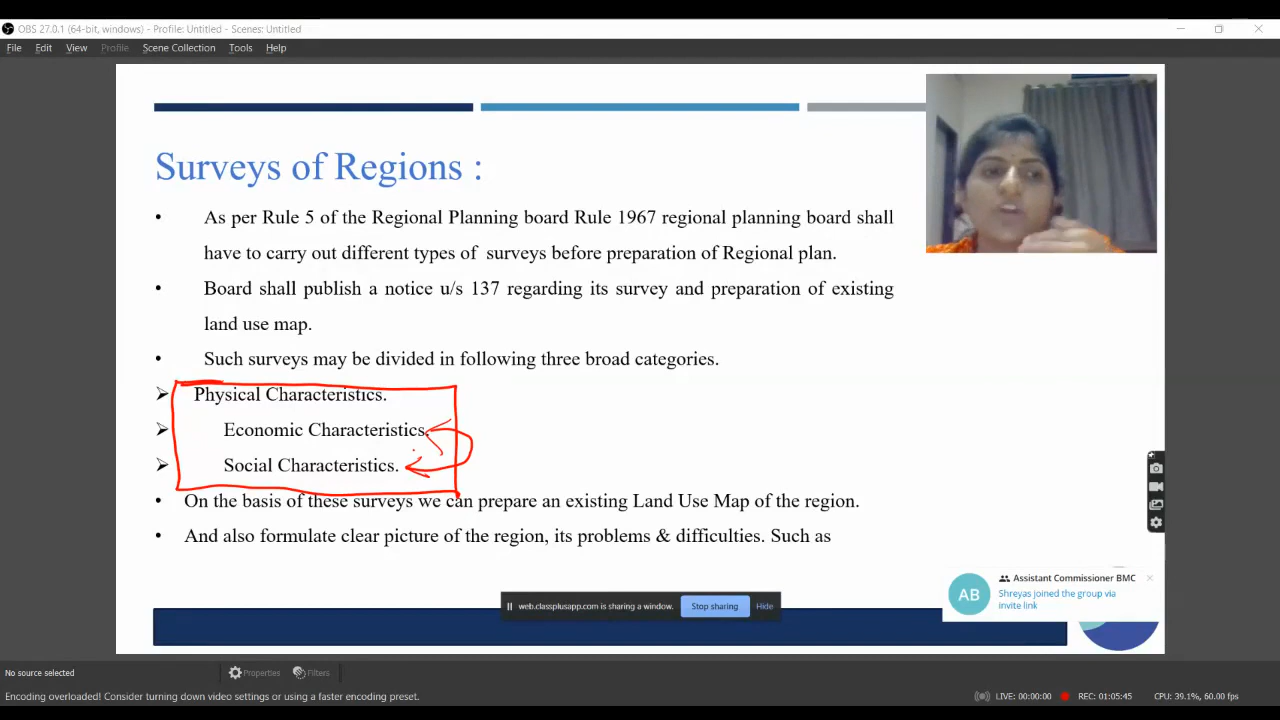 OBS 27.0.1 (64-bit, windows) - Profile: Untitled - Scenes: Untitled
File Edit View Profile Scene Collection Tools Help
Surveys of Regions :
• As per Rule 5 of the Regional Planning board Rule 1967 regional planning board shall
have to carry out different types of surveys before preparation of Regional plan.
• Board shall publish a notice u/s 137 regarding its survey and preparation of existing
land use map.
• Such surveys may be divided in following three broad categories.
➢ Physical Characteristics.
➢ Economic Characteristics.
➢ Social Characteristics.
• On the basis of these surveys we can prepare an existing Land Use Map of the region.
• And also formulate clear picture of the region, its problems & difficulties. Such as
Assistant Commissioner BMC
AB
Shreyas joined the group via
invite link
web.classplusapp.com is sharing a window. Stop sharing Hide
No source selected Properties Filters
Encoding overloaded! Consider turning down video settings or using a faster encoding preset. LIVE: 00:00:00 REC: 01:05:45 CPU: 39.1%, 60.00 fps